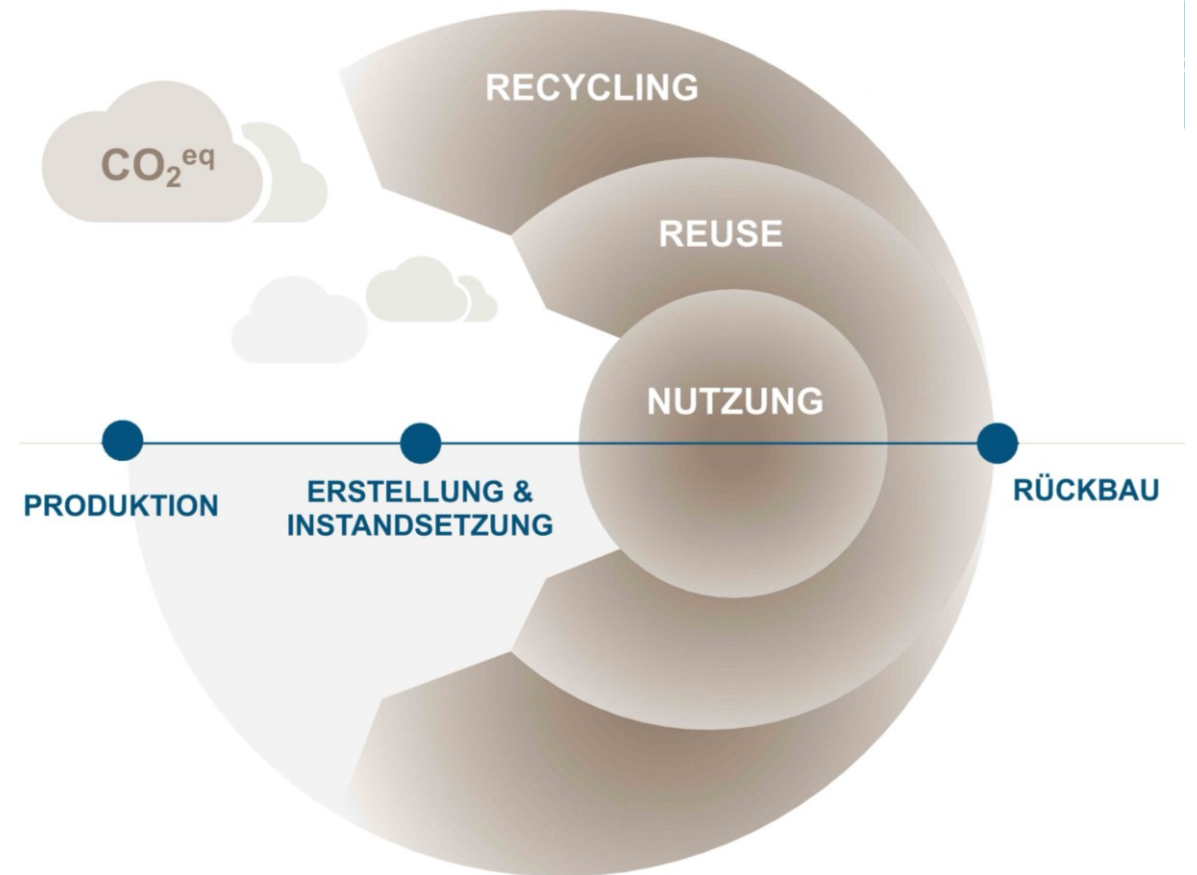 RECYCLING
CO₂eq
REUSE
NUTZUNG
PRODUKTION
ERSTELLUNG &
INSTANDSETZUNG
RÜCKBAU